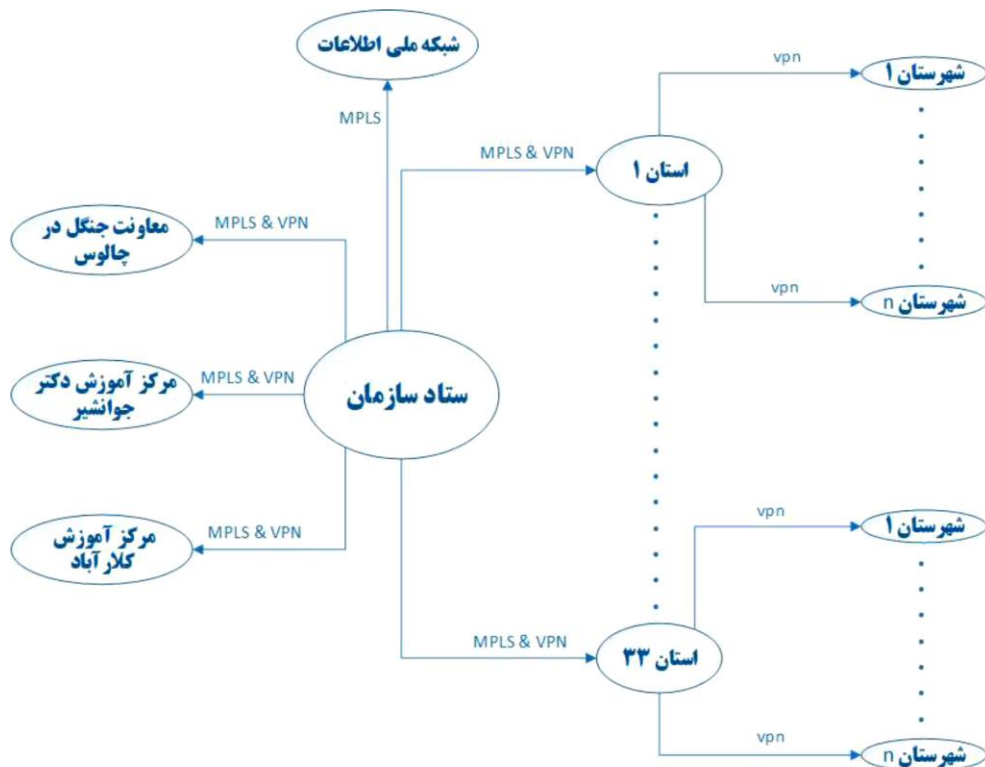 شبکه ملی اطلاعات
MPLS
vpn
شهرستان ۱
MPLS & VPN
استان ۱
vpn
شهرستان n
معاونت جنگل در
چالوس
MPLS & VPN
مرکز آموزش دکتر
جوانشیر
MPLS & VPN
ستاد سازمان
مرکز آموزش
کلارآباد
MPLS & VPN
MPLS & VPN
استان ۳۳
vpn
شهرستان ۱
vpn
شهرستان n